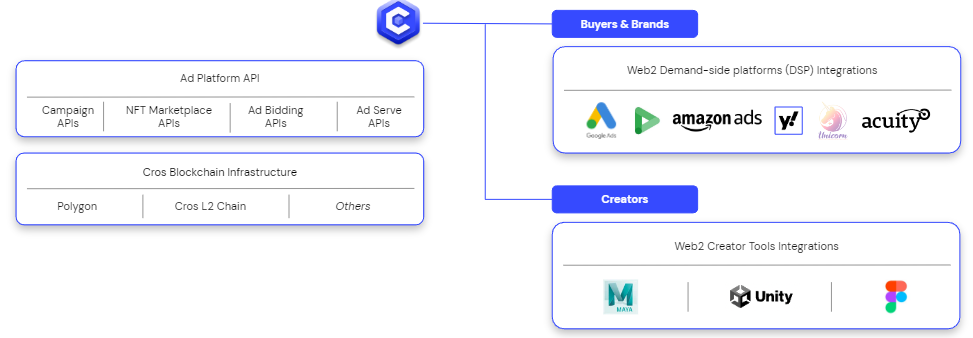 C
Ad Platform API
Campaign
APIs
NFT Marketplace
APIs
Ad Bidding
APIs
Ad Serve
APIs
Cros Blockchain Infrastructure
Polygon
Cros L2 Chain
Others
Buyers & Brands
Web2 Demand-side platforms (DSP) Integrations
Google Ads
amazon ads
y!
Unicorn
acuity
Creators
Web2 Creator Tools Integrations
M
MAYA
Unity